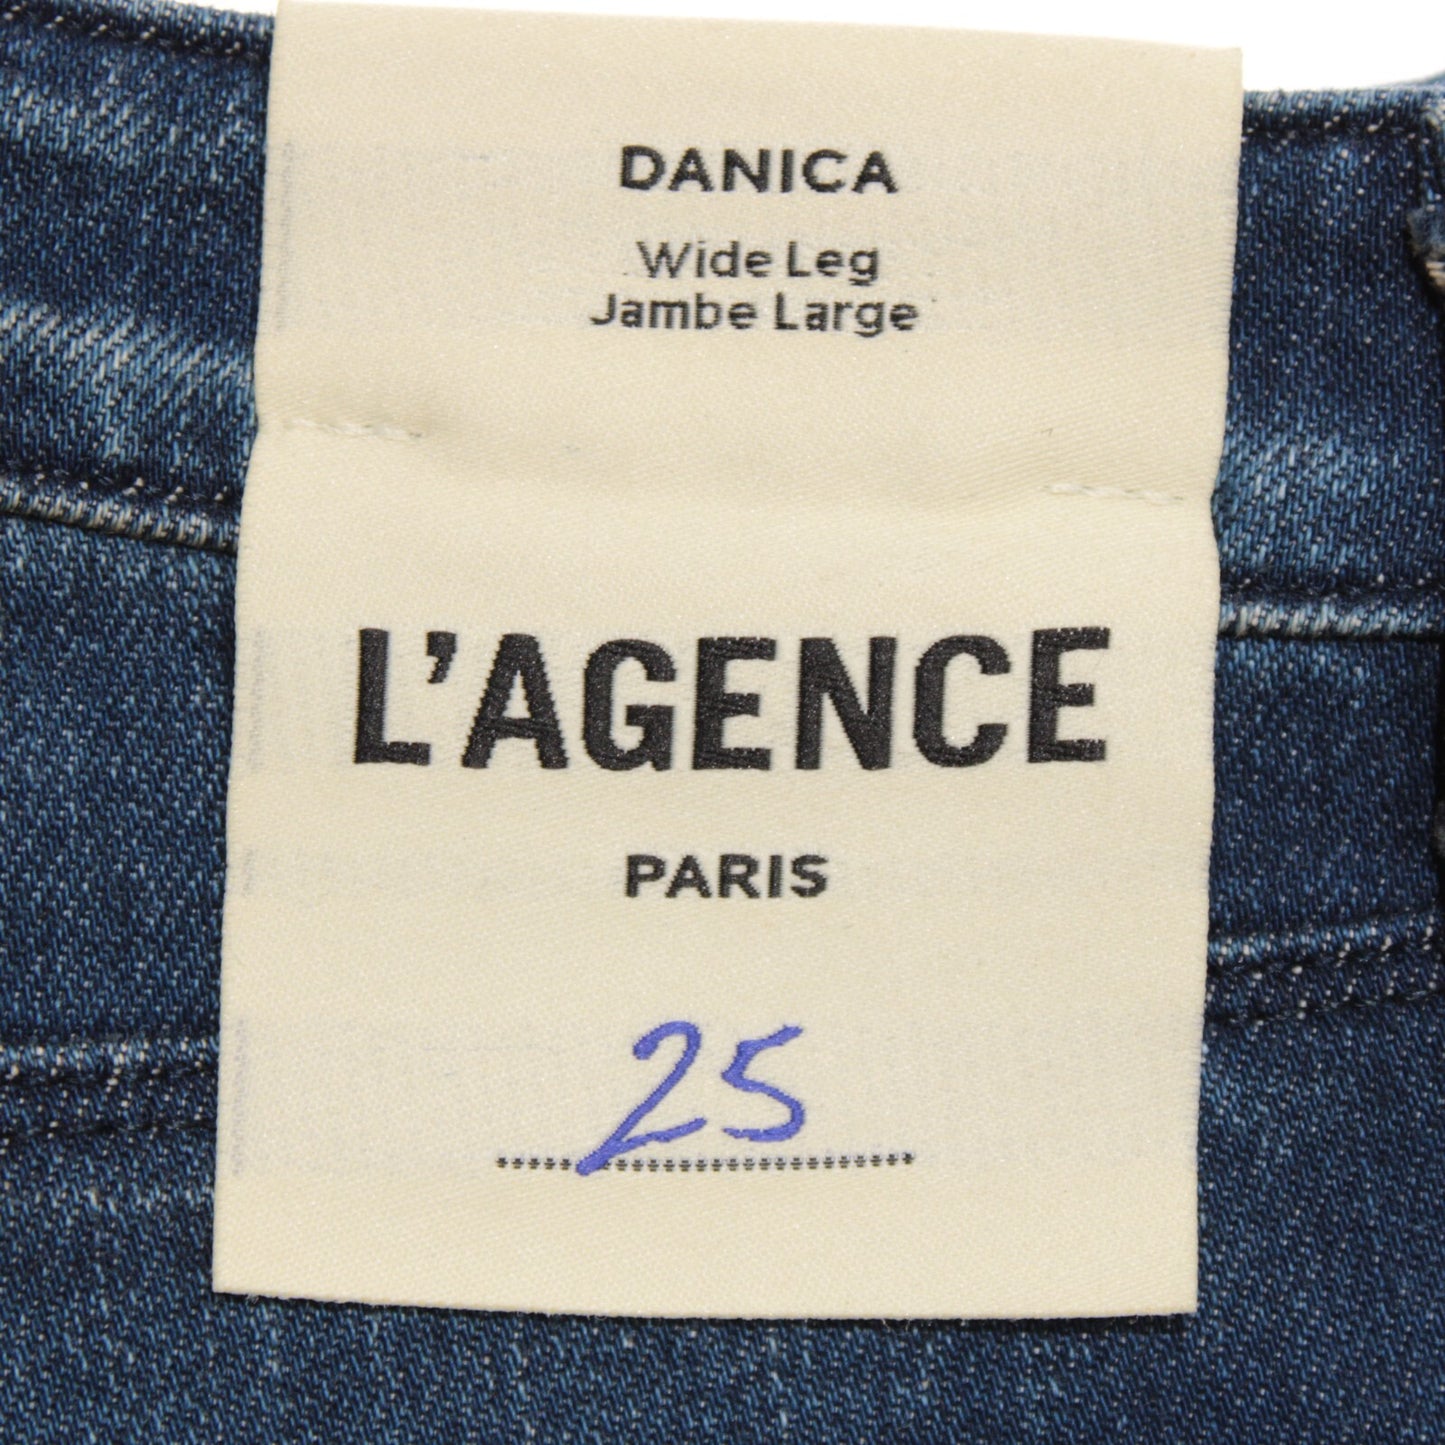 DANICA
Wide Leg
Jambe Large
L'AGENCE
PARIS
25